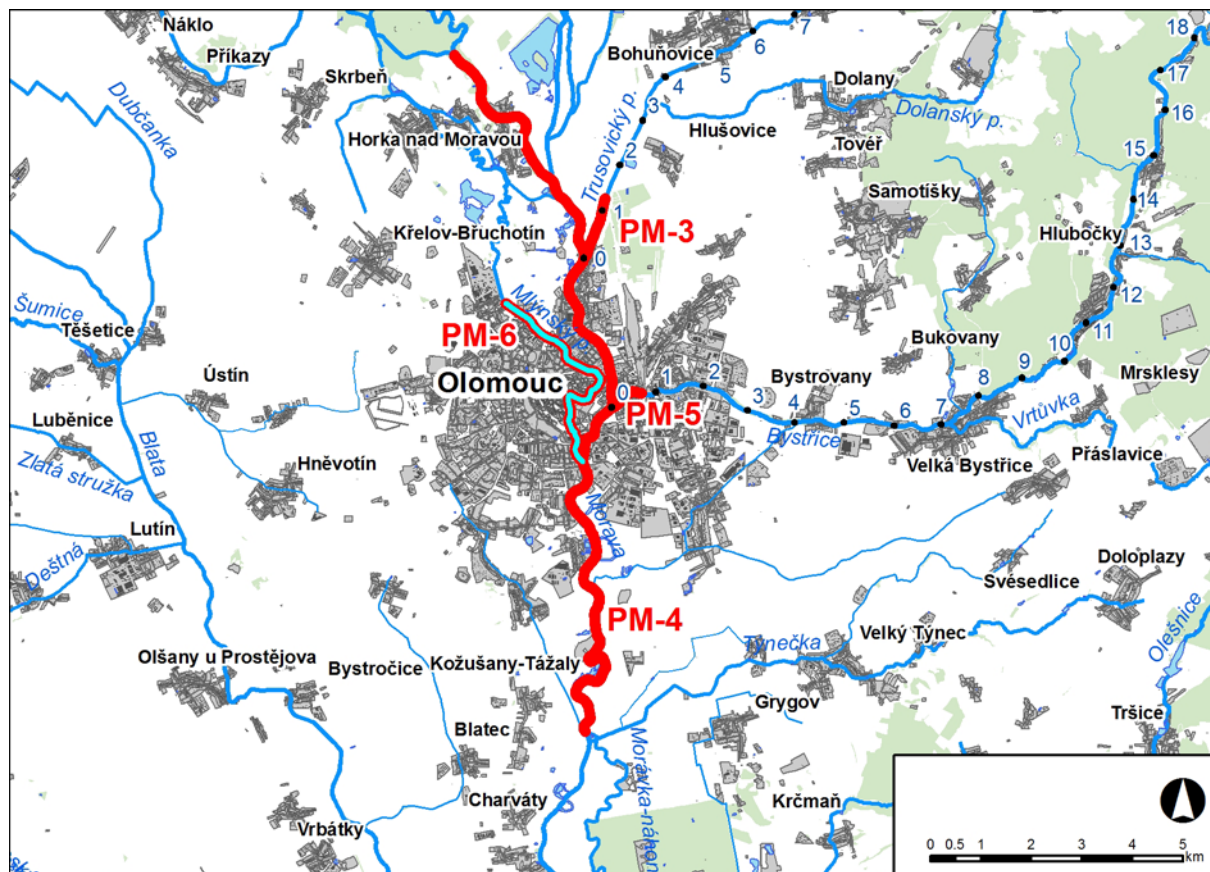 Náklo
Příkazy
Skrbeň
Dubčanka
Horka nad Moravou
Bohuňovice
7
6
5
4
3
2
1
0
Trusovický p.
Hlušovice
Dolany
Dolanský p.
Tovéř
Samotíšky
18
17
16
15
14
13
12
11
10
9
8
7
6
5
4
3
2
1
0
Hlubočky
Křelov-Břuchotín
PM-3
Mlýnský p.
PM-6
Olomouc
PM-5
Šumice
Těšetice
Ústín
Luběnice
Blata
Zlatá stružka
Hněvotín
Lutín
Deštná
Bukovany
Bystrovany
Bystřice
Mrsklesy
Vrtůvka
Velká Bystřice
Přáslavice
Morava
Svésedlice
Doloplazy
PM-4
Olšany u Prostějova
Bystročice
Kožušany-Tážaly
Týnečka
Velký Týnec
Olešnice
Grygov
Tršice
Blatec
Morávka-náhon
Charváty
Krčmaň
Vrbátky
0 0.5 1 2 3 4 5
km